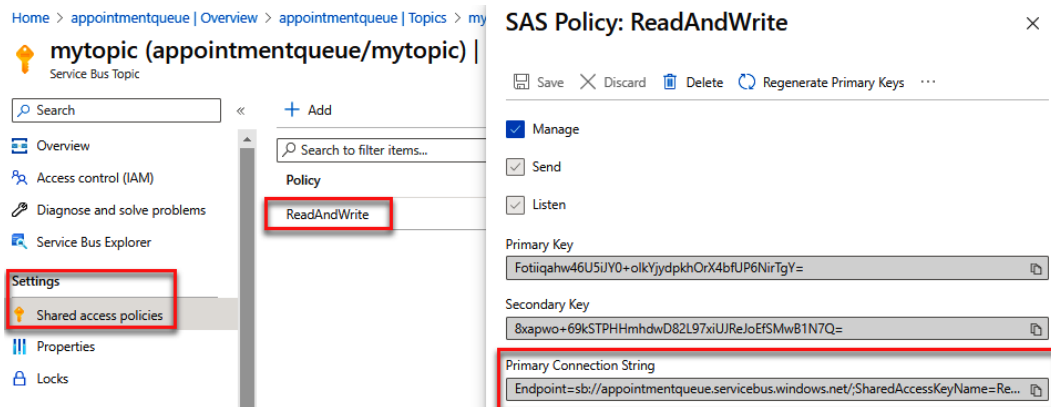 Home > appointmentqueue | Overview > appointmentqueue | Topics > my
mytopic (appointmentqueue/mytopic) |
Service Bus Topic
Search
«
Overview
Access control (IAM)
Diagnose and solve problems
Service Bus Explorer
Settings
Shared access policies
Properties
Locks
+ Add
Search to filter items...
Policy
ReadAndWrite
SAS Policy: ReadAndWrite
Save Discard Delete Regenerate Primary Keys ...
Manage
Send
Listen
Primary Key
Fotiiqahw46U5iJY0+olkYjydpkhOrX4bfUP6NirTgY=
Secondary Key
8xapwo+69kSTPHHmhdwD82L97xiUJReJoEfSMwB1N7Q=
Primary Connection String
Endpoint=sb://appointmentqueue.servicebus.windows.net/;SharedAccessKeyName=Re...